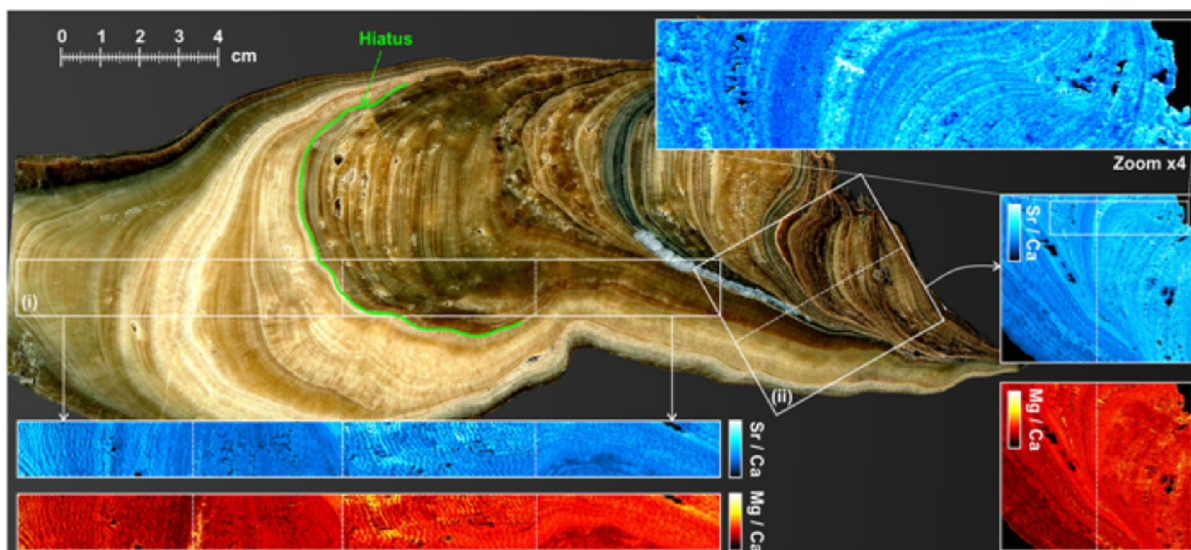 0 1 2 3 4
cm
Hiatus
Zoom x4
Sr / Ca
(i)
(ii)
Mg / Ca
Sr / Ca
Mg / Ca